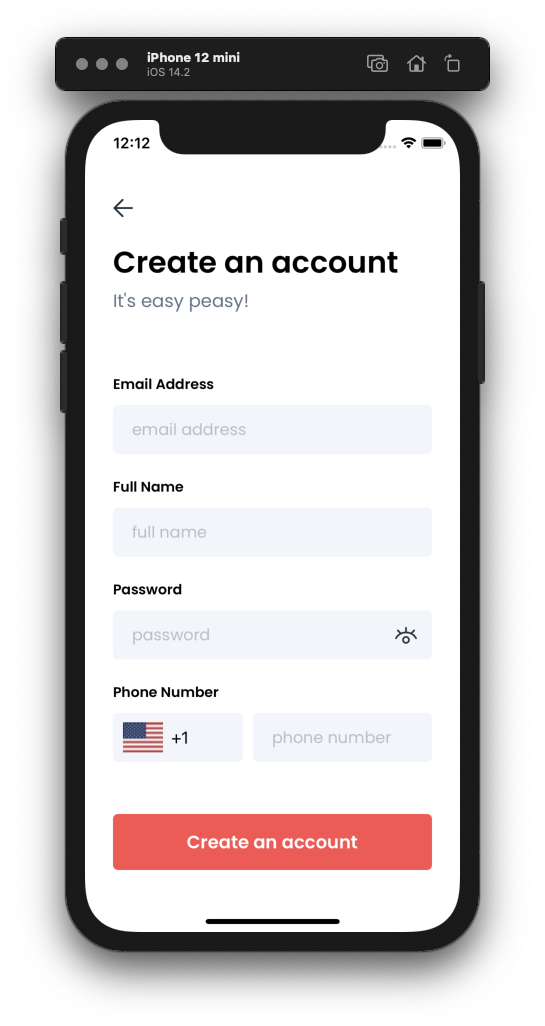 iPhone 12 mini
iOS 14.2
12:12
Create an account
It's easy peasy!
Email Address
email address
Full Name
full name
Password
password
Phone Number
+1
phone number
Create an account